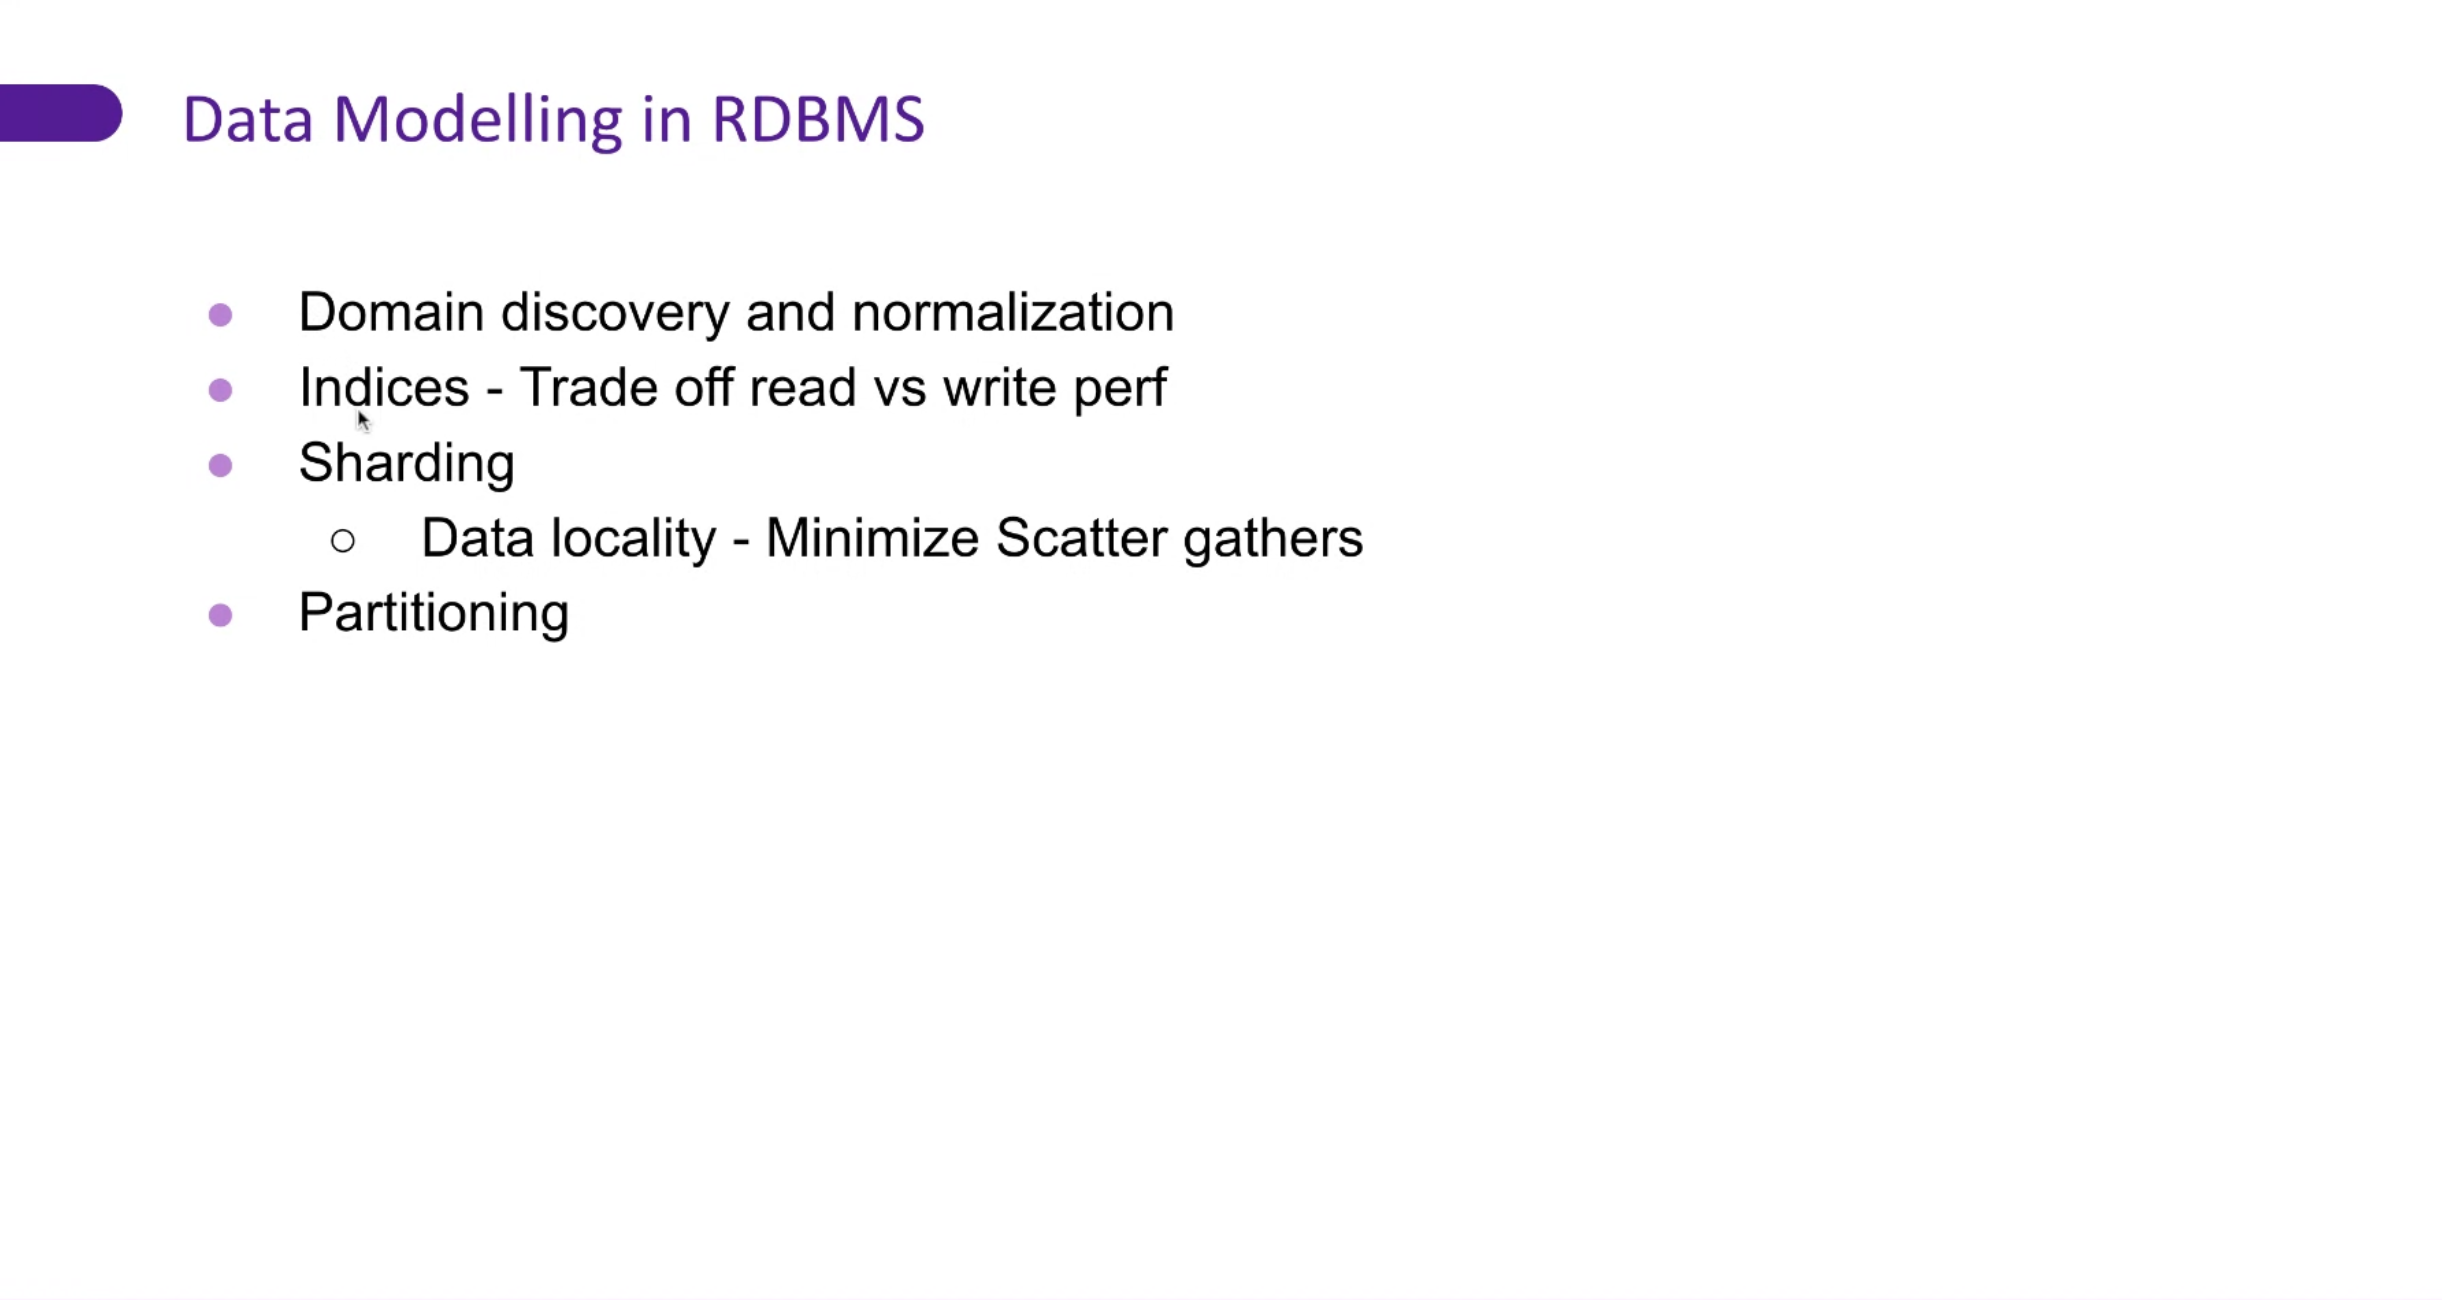 Data Modelling in RDBMS
Domain discovery and normalization
Indices - Trade off read vs write perf
Sharding
Data locality - Minimize Scatter gathers
Partitioning